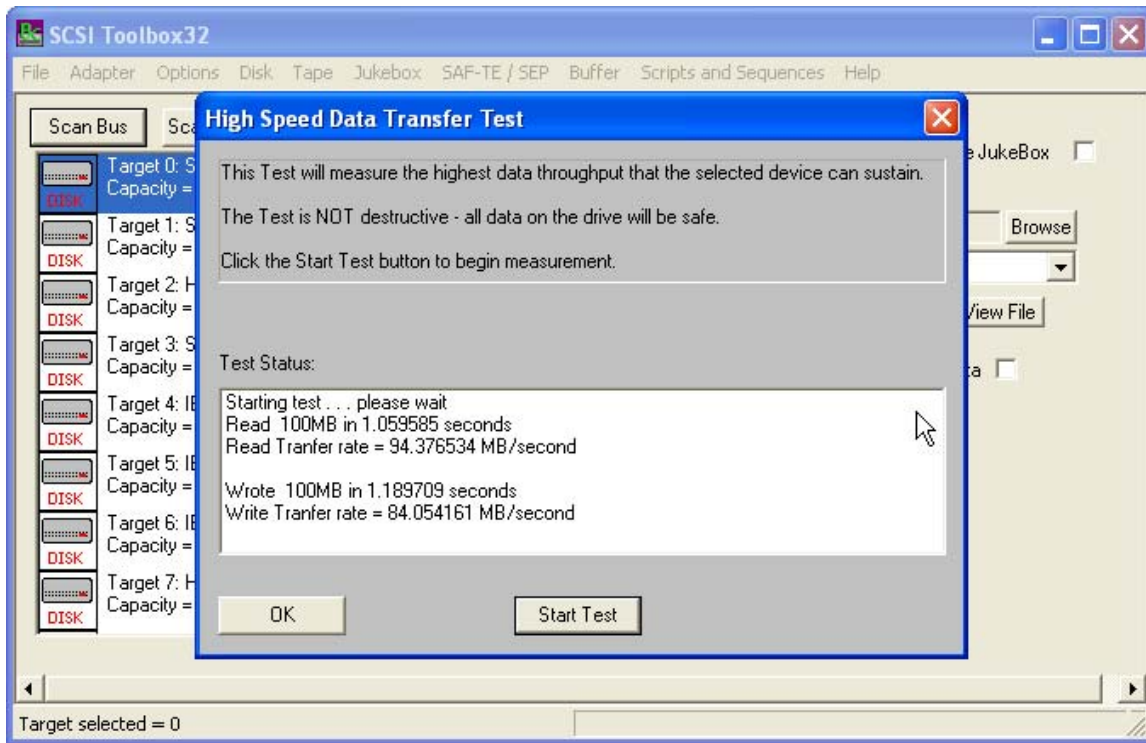 SCSI Toolbox32
File Adapter Options Disk Tape Jukebox SAF-TE / SEP Buffer Scripts and Sequences Help
Scan Bus
High Speed Data Transfer Test
JukeBox
This Test will measure the highest data throughput that the selected device can sustain.
The Test is NOT destructive - all data on the drive will be safe.
Click the Start Test button to begin measurement.
Browse
View File
DISK Target 0:
Capacity =
DISK Target 1:
Capacity =
DISK Target 2:
Capacity =
DISK Target 3:
Capacity =
DISK Target 4:
Capacity =
DISK Target 5:
Capacity =
DISK Target 6:
Capacity =
DISK Target 7:
Capacity =
Test Status:
Starting test . . . please wait
Read 100MB in 1.059585 seconds
Read Tranfer rate = 94.376534 MB/second
Wrote 100MB in 1.189709 seconds
Write Tranfer rate = 84.054161 MB/second
OK
Start Test
Target selected = 0